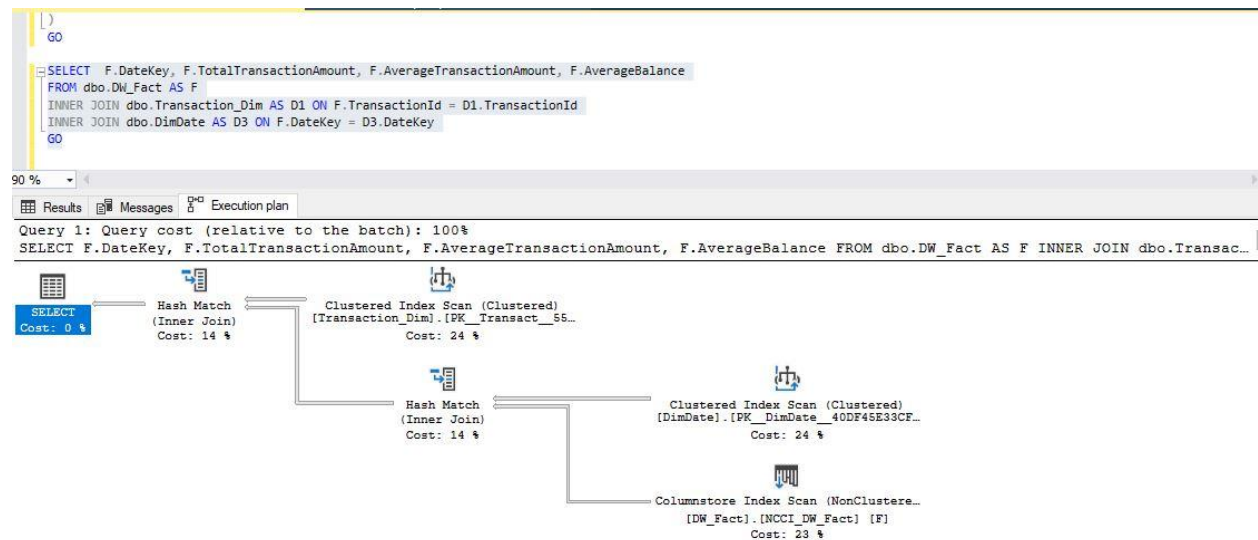 )
GO
SELECT F.DateKey, F.TotalTransactionAmount, F.AverageTransactionAmount, F.AverageBalance
FROM dbo.DW_Fact AS F
INNER JOIN dbo.Transaction_Dim AS D1 ON F.TransactionId = D1.TransactionId
INNER JOIN dbo.DimDate AS D3 ON F.DateKey = D3.DateKey
GO
90 %
Results Messages Execution plan
Query 1: Query cost (relative to the batch): 100%
SELECT F.DateKey, F.TotalTransactionAmount, F.AverageTransactionAmount, F.AverageBalance FROM dbo.DW_Fact AS F INNER JOIN dbo.Transac…
SELECT
Cost: 0 %
Hash Match
(Inner Join)
Cost: 14 %
Clustered Index Scan (Clustered)
[Transaction_Dim].[PK__Transact__55…
Cost: 24 %
Hash Match
(Inner Join)
Cost: 14 %
Clustered Index Scan (Clustered)
[DimDate].[PK__DimDate__40DF45E33CF…
Cost: 24 %
Columnstore Index Scan (NonClustere…
[DW_Fact].[NCCI_DW_Fact] [F]
Cost: 23 %